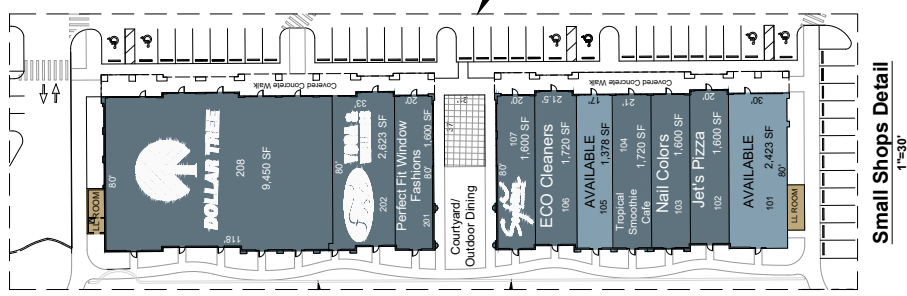 Small Shops Detail
1"=30'
Covered Concrete Walk
Covered Concrete Walk
LL ROOM
80'
DOLLAR TREE
208
9,450 SF
118'
80'
33'
2,623 SF
202
20'
1,600 SF
Perfect Fit Window
Fashions
80'
201
21'
37'
Courtyard/
Outdoor Dining
20'
107
1,600 SF
80'
21.5'
1,720 SF
ECO Cleaners
106
17'
1,378 SF
AVAILABLE
105
21'
104
1,720 SF
Tropical
Smoothie
Cafe
1,600 SF
Nail Colors
103
20'
1,600 SF
Jet's Pizza
102
30'
2,423 SF
AVAILABLE
80'
101
LL ROOM